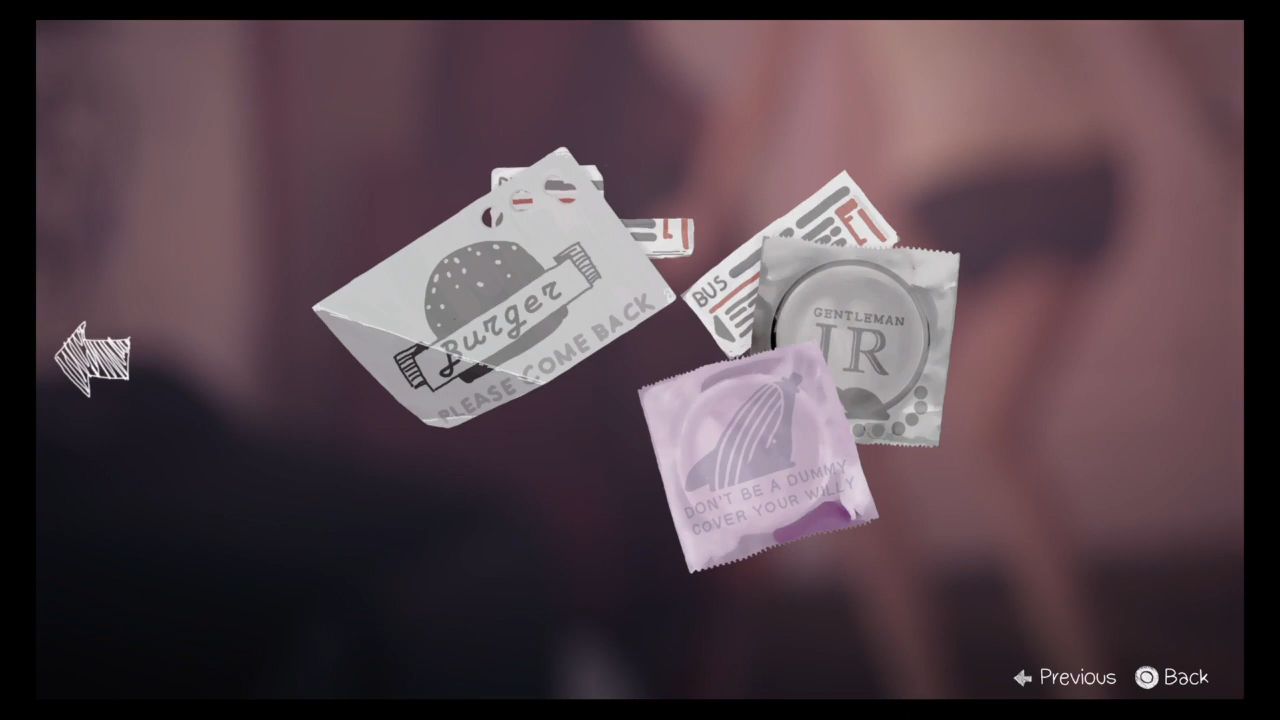 Burger
PLEASE COME BACK
BUS
GENTLEMAN
JR
DON'T BE A DUMMY
COVER YOUR WILLY
Previous
Back